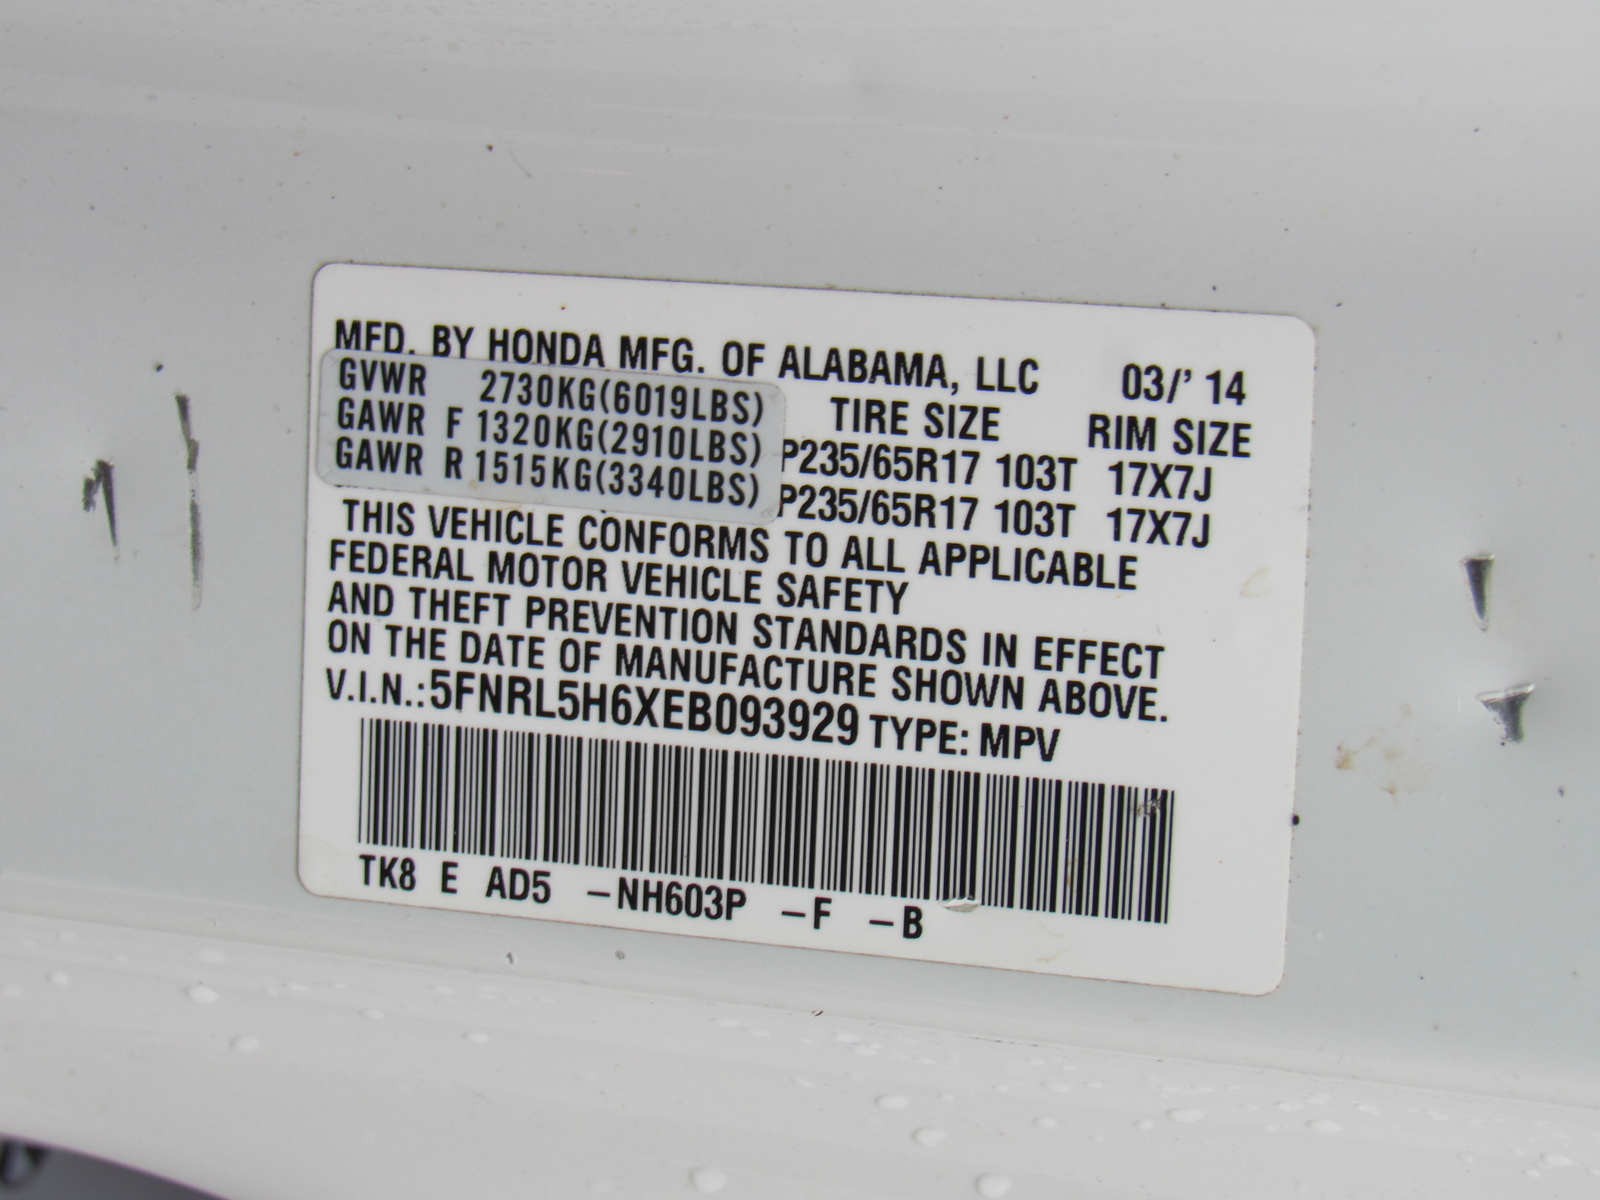 MFD. BY HONDA MFG. OF ALABAMA, LLC 03/' 14
GVWR 2730KG(6019LBS) TIRE SIZE RIM SIZE
GAWR F 1320KG(2910LBS) P235/65R17 103T 17X7J
GAWR R 1515KG(3340LBS) P235/65R17 103T 17X7J
THIS VEHICLE CONFORMS TO ALL APPLICABLE
FEDERAL MOTOR VEHICLE SAFETY
AND THEFT PREVENTION STANDARDS IN EFFECT
ON THE DATE OF MANUFACTURE SHOWN ABOVE.
V.I.N.: 5FNRL5H6XEB093929 TYPE: MPV
TK8 E AD5 –NH603P –F –B